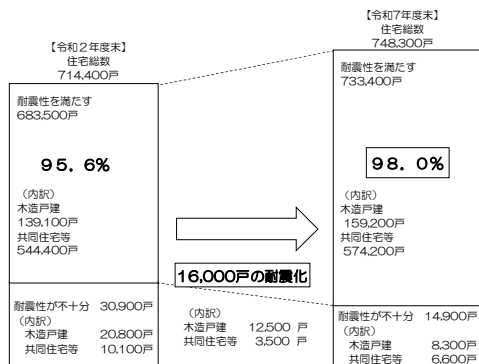 【令和2年度末】
住宅総数
714,400戸
耐震性を満たす
683,500戸
95.6%
（内訳）
木造戸建
139,100戸
共同住宅等
544,400戸
耐震性が不十分 30,900戸
（内訳）
木造戸建 20,800戸
共同住宅等 10,100戸
16,000戸の耐震化
（内訳）
木造戸建 12,500 戸
共同住宅等 3,500 戸
【令和7年度末】
住宅総数
748,300戸
耐震性を満たす
733,400戸
98.0%
（内訳）
木造戸建
159,200戸
共同住宅等
574,200戸
耐震性が不十分 14,900戸
（内訳）
木造戸建 8,300戸
共同住宅等 6,600戸